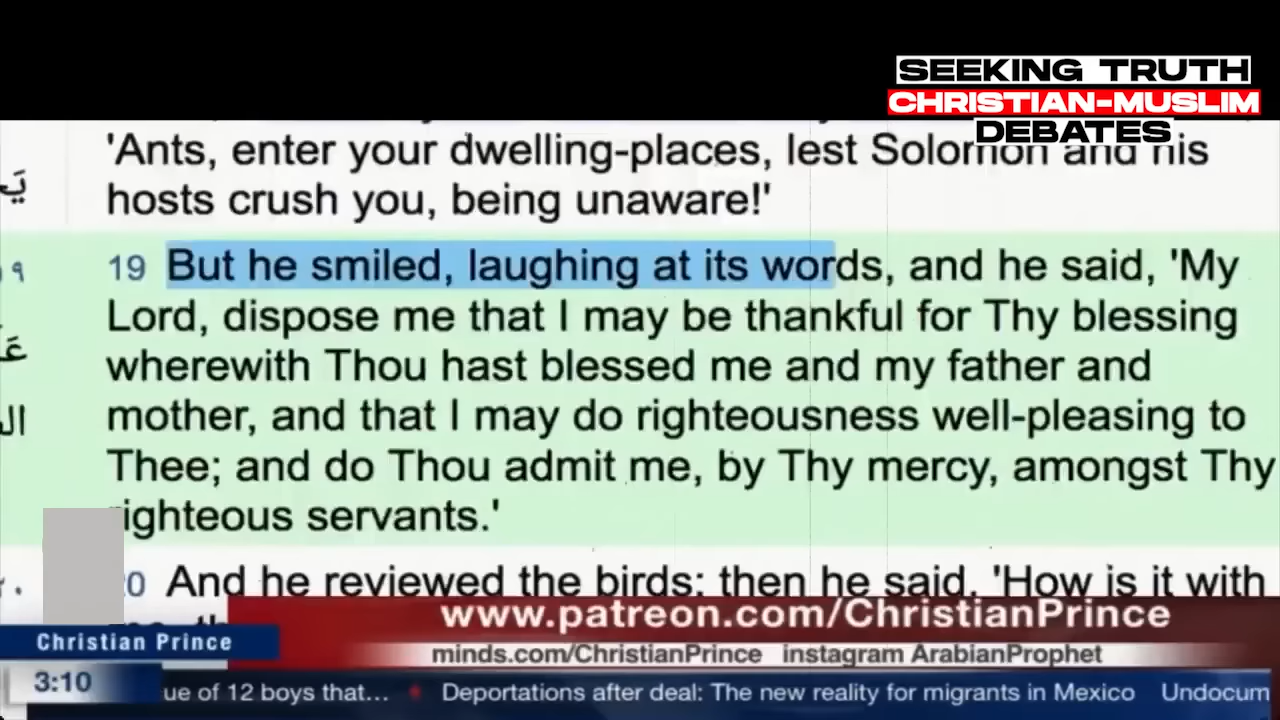 SEEKING TRUTH
CHRISTIAN-MUSLIM
DEBATES
'Ants, enter your dwelling-places, lest Solomon and his
hosts crush you, being unaware!'
19 But he smiled, laughing at its words, and he said, 'My
Lord, dispose me that I may be thankful for Thy blessing
wherewith Thou hast blessed me and my father and
mother, and that I may do righteousness well-pleasing to
Thee; and do Thou admit me, by Thy mercy, amongst Thy
righteous servants.'
20 And he reviewed the birds; then he said, 'How is it with
www.patreon.com/ChristianPrince
Christian Prince
minds.com/ChristianPrince instagram ArabianProphet
3:10 ue of 12 boys that... Deportations after deal: The new reality for migrants in Mexico Undocum